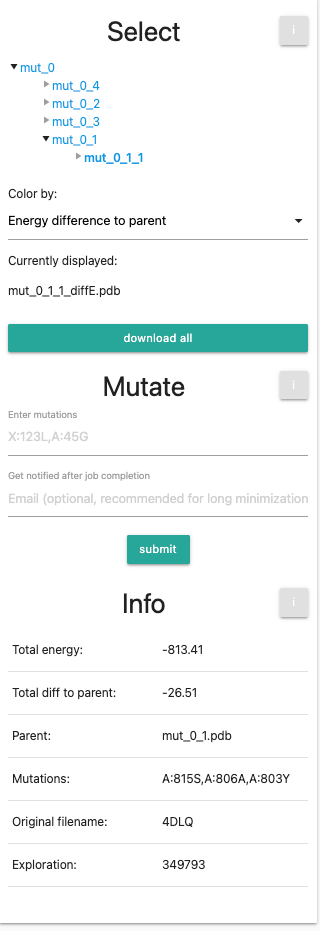 Select
i
mut_0
mut_0_4
mut_0_2
mut_0_3
mut_0_1
mut_0_1_1
Color by:
Energy difference to parent
Currently displayed:
mut_0_1_1_diffE.pdb
download all
Mutate
i
Enter mutations
X:123L,A:45G
Get notified after job completion
Email (optional, recommended for long minimization
submit
Info
i
Total energy: -813.41
Total diff to parent: -26.51
Parent: mut_0_1.pdb
Mutations: A:815S,A:806A,A:803Y
Original filename: 4DLQ
Exploration: 349793